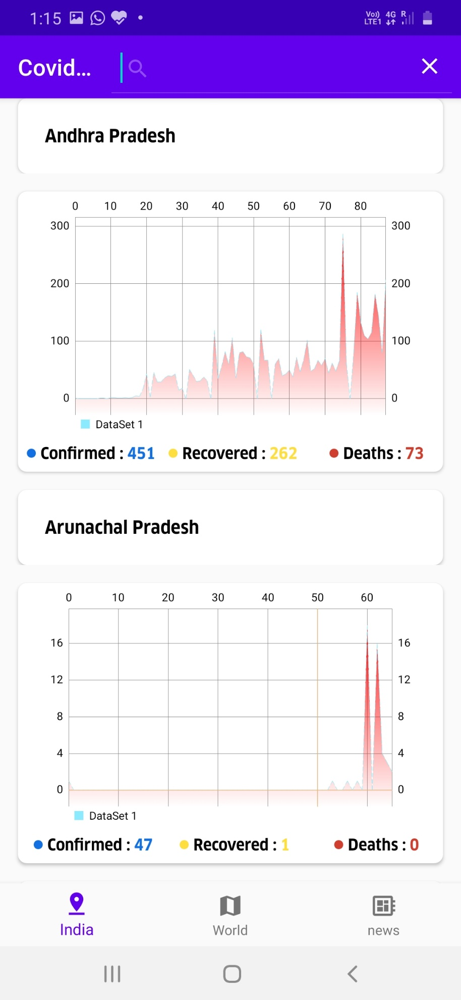 1:15 Vo)) LTE1 4G R
Covid...
Andhra Pradesh
0 10 20 30 40 50 60 70 80
300 300
200 200
100 100
0 0
DataSet 1
Confirmed : 451 Recovered : 262 Deaths : 73
Arunachal Pradesh
0 10 20 30 40 50 60
16 16
12 12
8 8
4 4
0 0
DataSet 1
Confirmed : 47 Recovered : 1 Deaths : 0
India World news